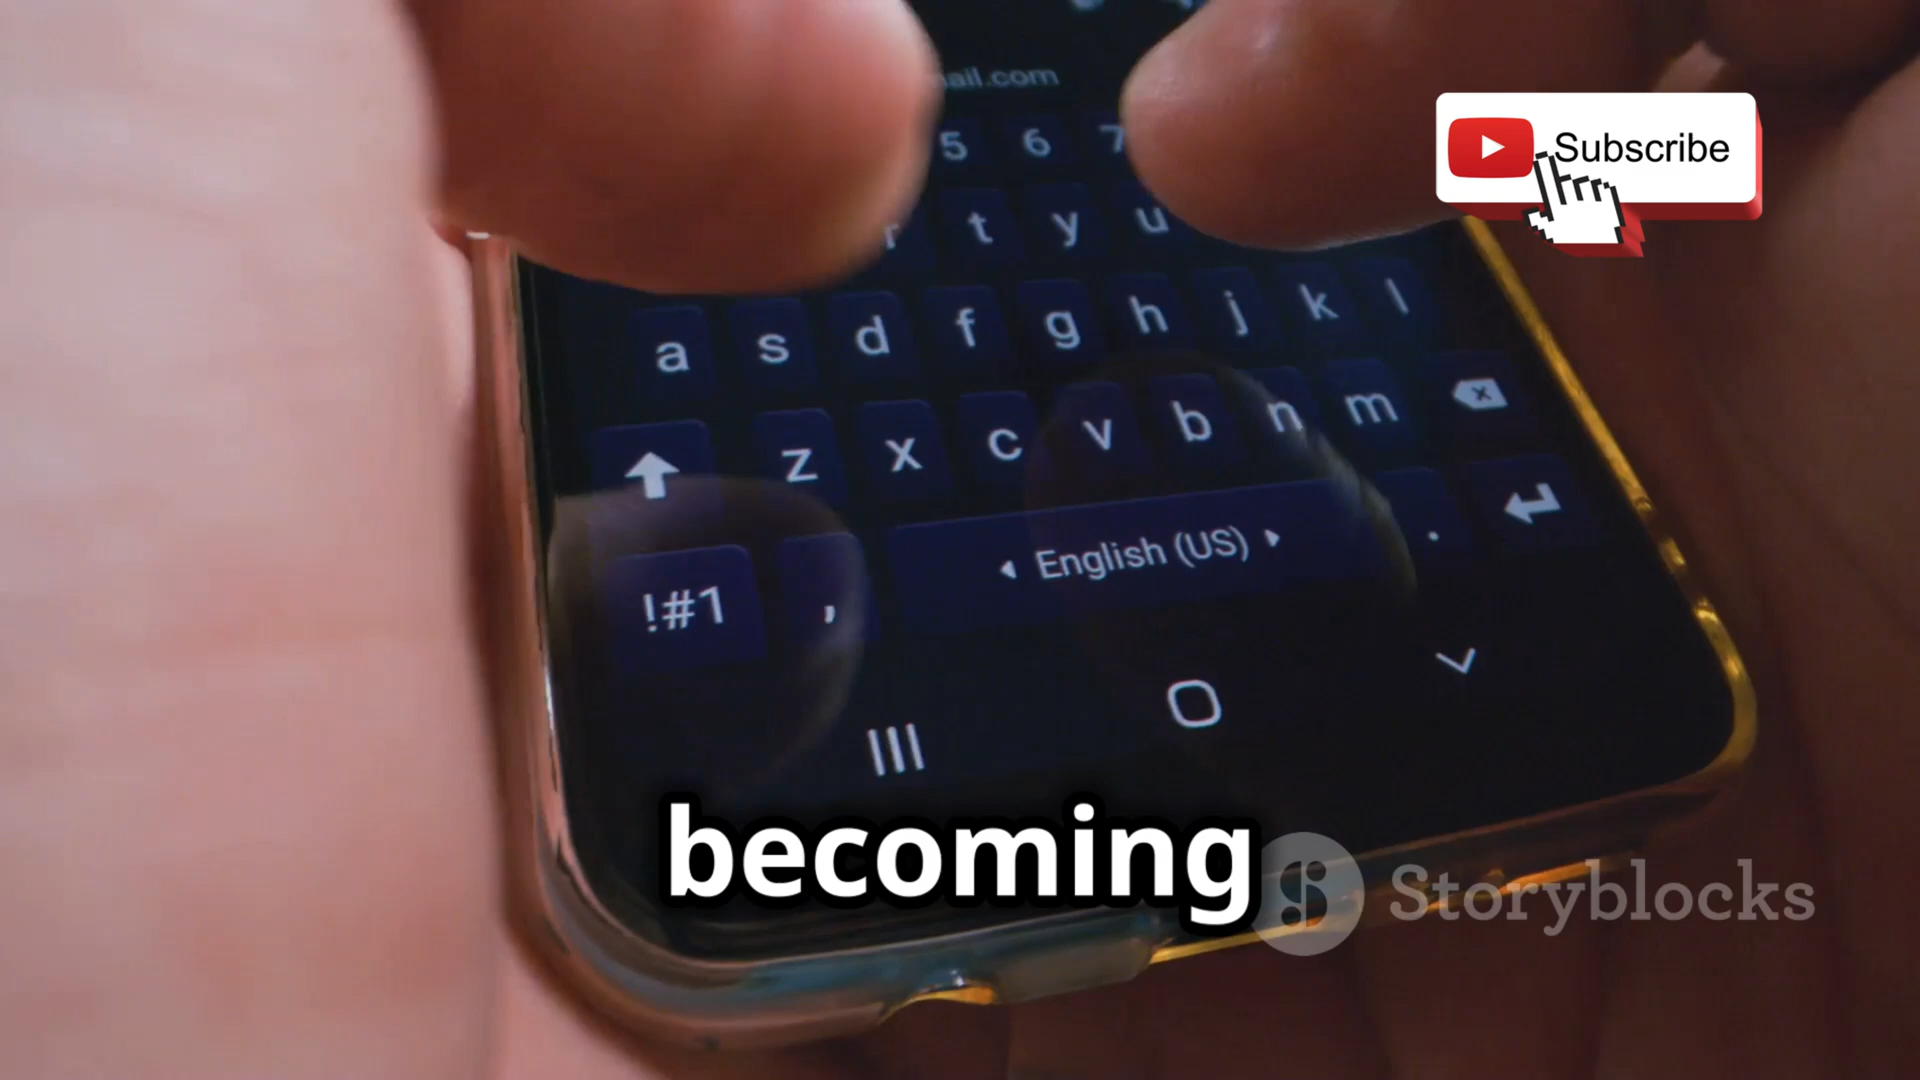 ail.com
5 6 7
Subscribe
r t y u
a s d f g h j k l
z x c v b n m
English (US)
!#1 , .
becoming
Storyblocks